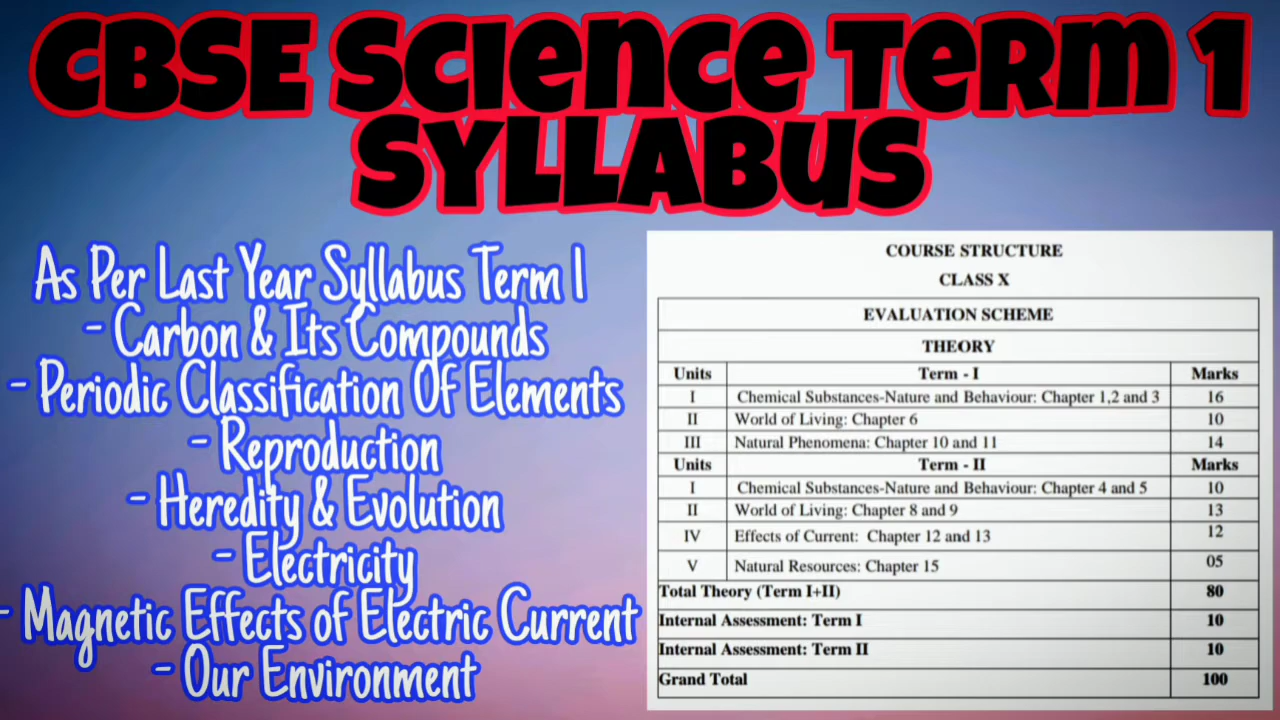 CBSE Science Term 1
SYLLABUS
As Per Last Year Syllabus Term I
- Carbon & Its Compounds
- Periodic Classification Of Elements
- Reproduction
- Heredity & Evolution
- Electricity
- Magnetic Effects of Electric Current
- Our Environment
COURSE STRUCTURE
CLASS X
EVALUATION SCHEME
THEORY
Units Term - I Marks
I Chemical Substances-Nature and Behaviour: Chapter 1,2 and 3 16
II World of Living: Chapter 6 10
III Natural Phenomena: Chapter 10 and 11 14
Units Term - II Marks
I Chemical Substances-Nature and Behaviour: Chapter 4 and 5 10
II World of Living: Chapter 8 and 9 13
IV Effects of Current: Chapter 12 and 13 12
V Natural Resources: Chapter 15 05
Total Theory (Term I+II) 80
Internal Assessment: Term I 10
Internal Assessment: Term II 10
Grand Total 100